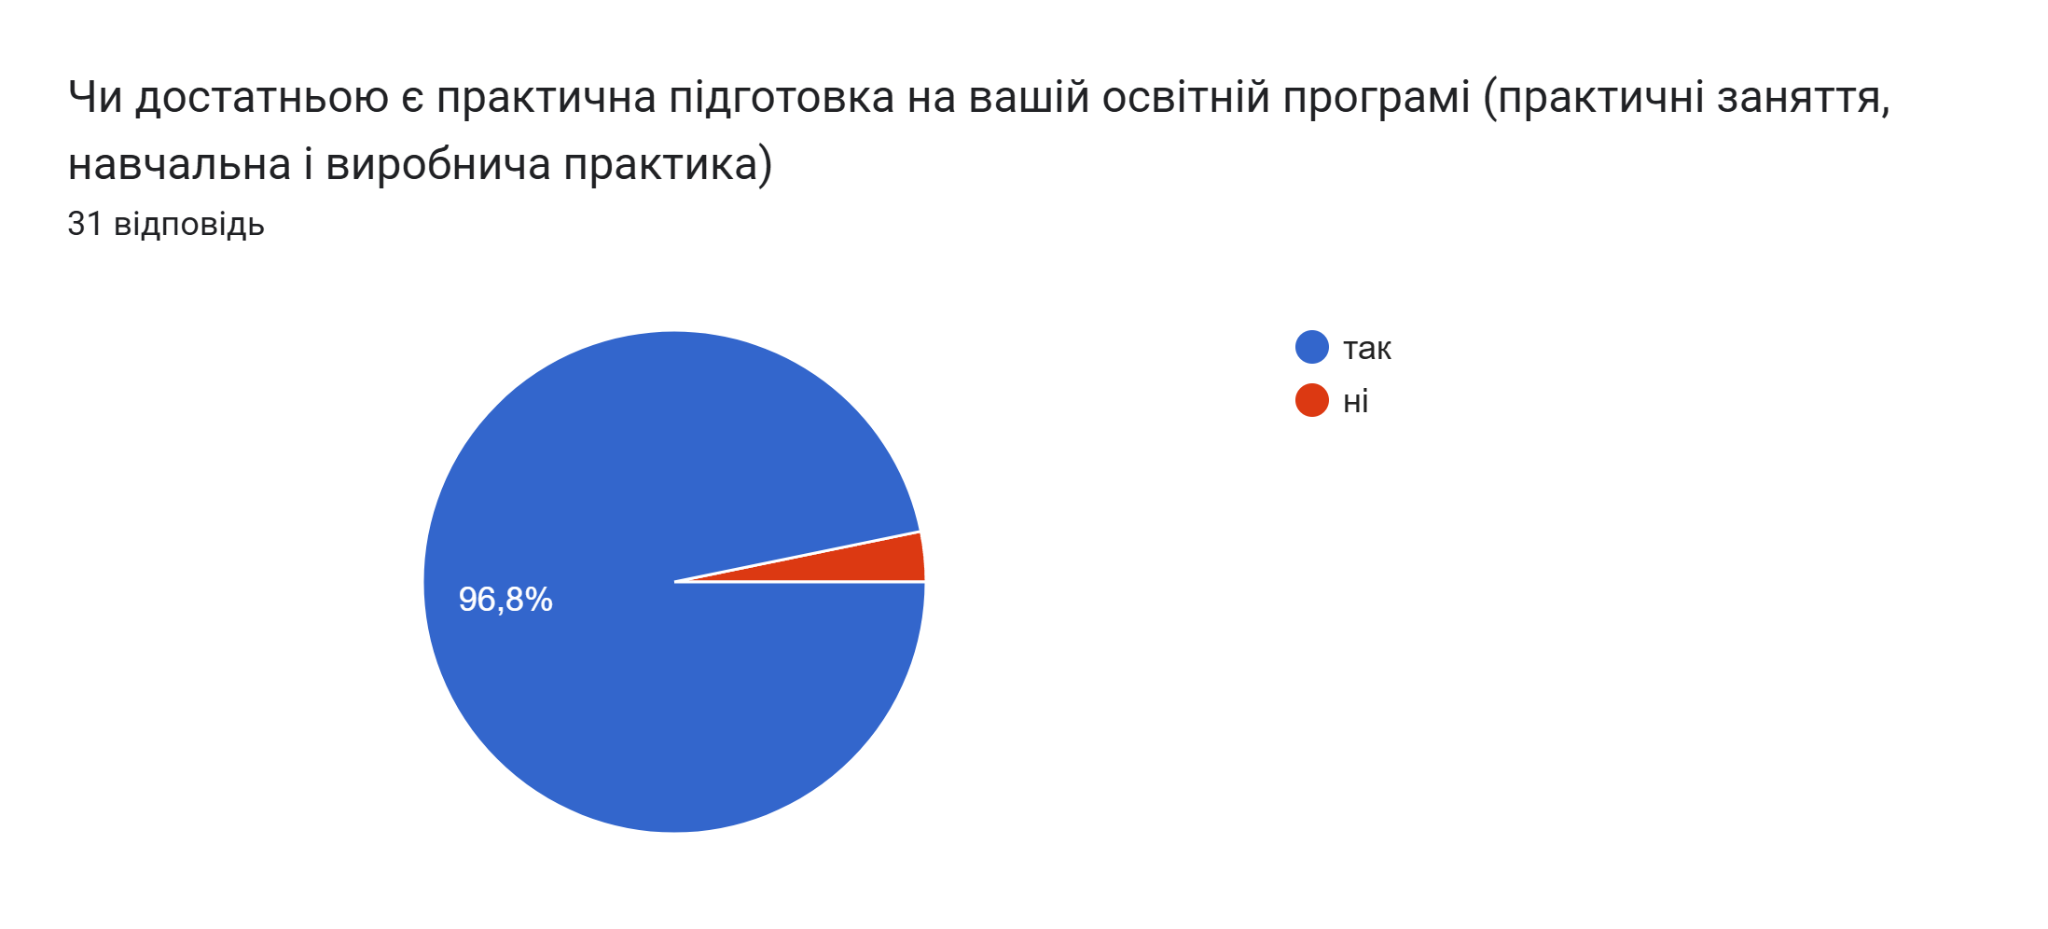 Чи достатньою є практична підготовка на вашій освітній програмі (практичні заняття,
навчальна і виробнича практика)
31 відповідь
так
ні
96,8%